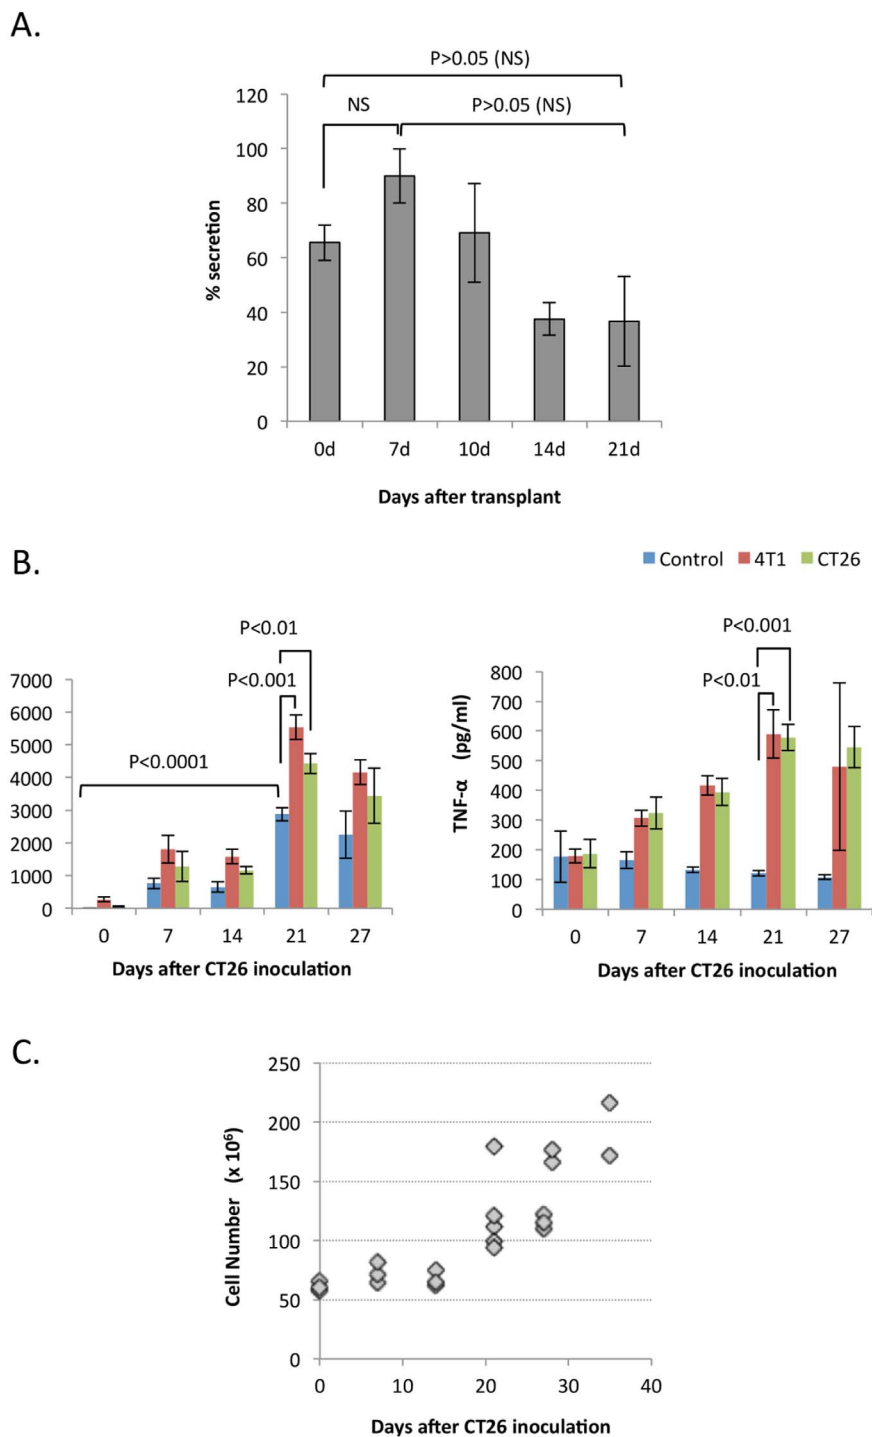 A.
P>0.05 (NS)
NS
P>0.05 (NS)
120
100
80
60
40
20
0
% secretion
0d 7d 10d 14d 21d
Days after transplant
B.
Control 4T1 CT26
P<0.01
P<0.001
P<0.0001
7000
6000
5000
4000
3000
2000
1000
0
0 7 14 21 27
Days after CT26 inoculation
P<0.001
P<0.01
800
700
600
500
400
300
200
100
0
TNF-α (pg/ml)
0 7 14 21 27
Days after CT26 inoculation
C.
250
200
150
100
50
0
Cell Number (x 10⁶)
0 10 20 30 40
Days after CT26 inoculation